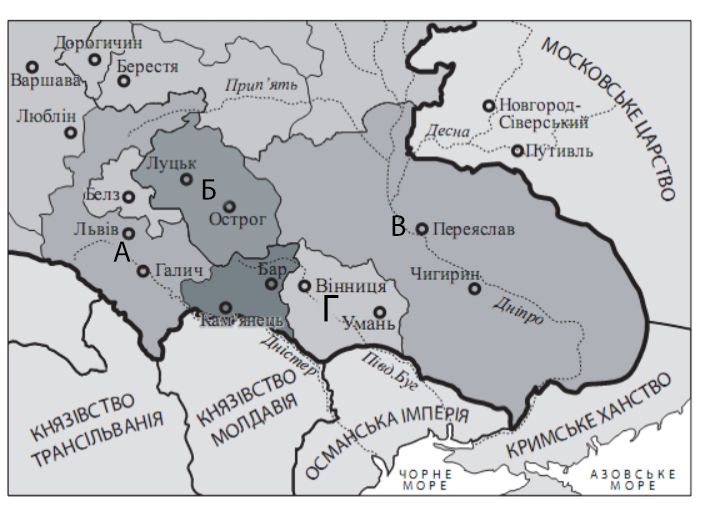 Дорогичин
Варшава
Берестя
Люблін
Прип'ять
МОСКОВСЬКЕ ЦАРСТВО
Новгород-
Сіверський
Десна
Путивль
Луцьк
Б
Белз
Острог
Львів
А
Галич
В
Переяслав
Чигирин
Дніпро
Бар
Вінниця
Г
Умань
Кам'янець
Дністер
Півд.Буг
КНЯЗІВСТВО
ТРАНСІЛЬВАНІЯ
КНЯЗІВСТВО
МОЛДАВІЯ
ОСМАНСЬКА ІМПЕРІЯ
КРИМСЬКЕ ХАНСТВО
ЧОРНЕ
МОРЕ
АЗОВСЬКЕ
МОРЕ